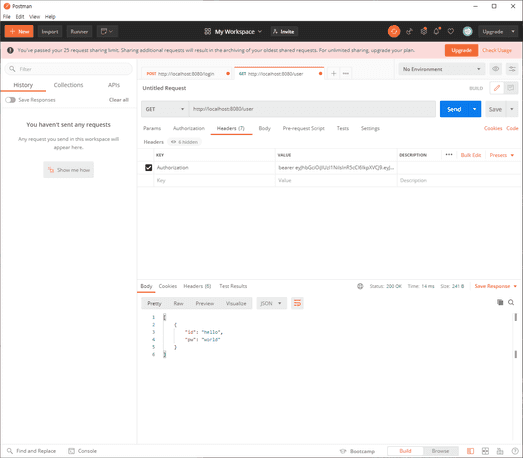 Postman
File Edit View Help
+ New Import Runner My Workspace Invite Upgrade
You've passed your 25 request sharing limit. Sharing additional requests will result in the archiving of your oldest shared requests. For unlimited sharing, upgrade your plan. Upgrade Check Usage
Filter
History Collections APIs
Save Responses Clear all
You haven't sent any requests
Any request you send in this workspace will
appear here.
Show me how
POST http://localhost:8080/login GET http://localhost:8080/user + ••• No Environment
Untitled Request BUILD
GET http://localhost:8080/user Send Save
Params Authorization Headers (7) Body Pre-request Script Tests Settings Cookies Code
Headers 6 hidden
KEY VALUE DESCRIPTION ••• Bulk Edit Presets
Authorization
Key Value Description
Body Cookies Headers (6) Test Results Status: 200 OK Time: 14 ms Size: 241 B Save Response
Pretty Raw Preview Visualize JSON
1 [
2 {
3 "id": "hello",
4 "pw": "world"
5 }
6 ]
Find and Replace Console Bootcamp Build Browse